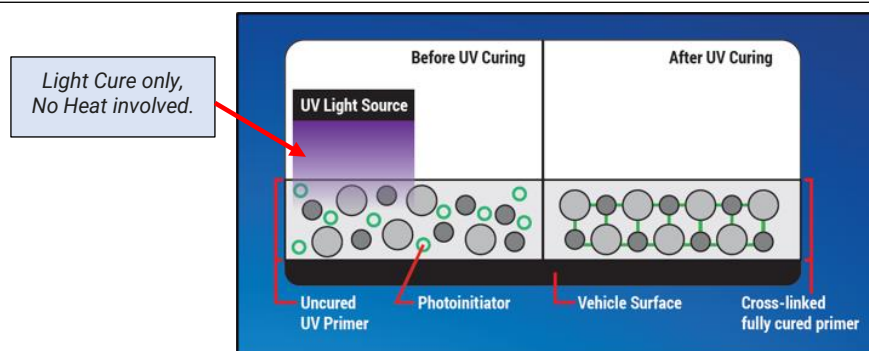 Light Cure only,
No Heat involved.
Before UV Curing
After UV Curing
UV Light Source
Uncured
UV Primer
Photoinitiator
Vehicle Surface
Cross-linked
fully cured primer